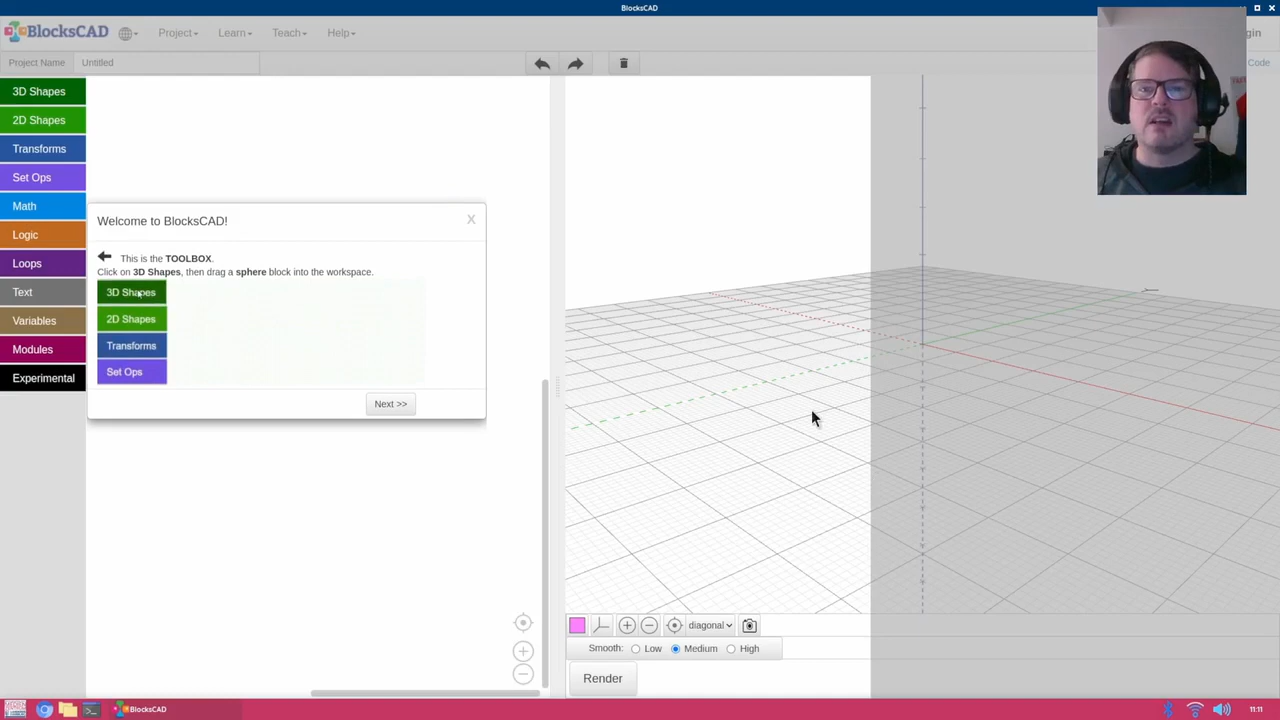 BlocksCAD
BlocksCAD
Project
Learn
Teach
Help
gin
Project Name
Untitled
Code
3D Shapes
2D Shapes
Transforms
Set Ops
Math
Logic
Loops
Text
Variables
Modules
Experimental
Welcome to BlocksCAD!
X
This is the TOOLBOX.
Click on 3D Shapes, then drag a sphere block into the workspace.
3D Shapes
2D Shapes
Transforms
Set Ops
Next >>
diagonal
Smooth:
Low
Medium
High
Render
BlocksCAD
11:11